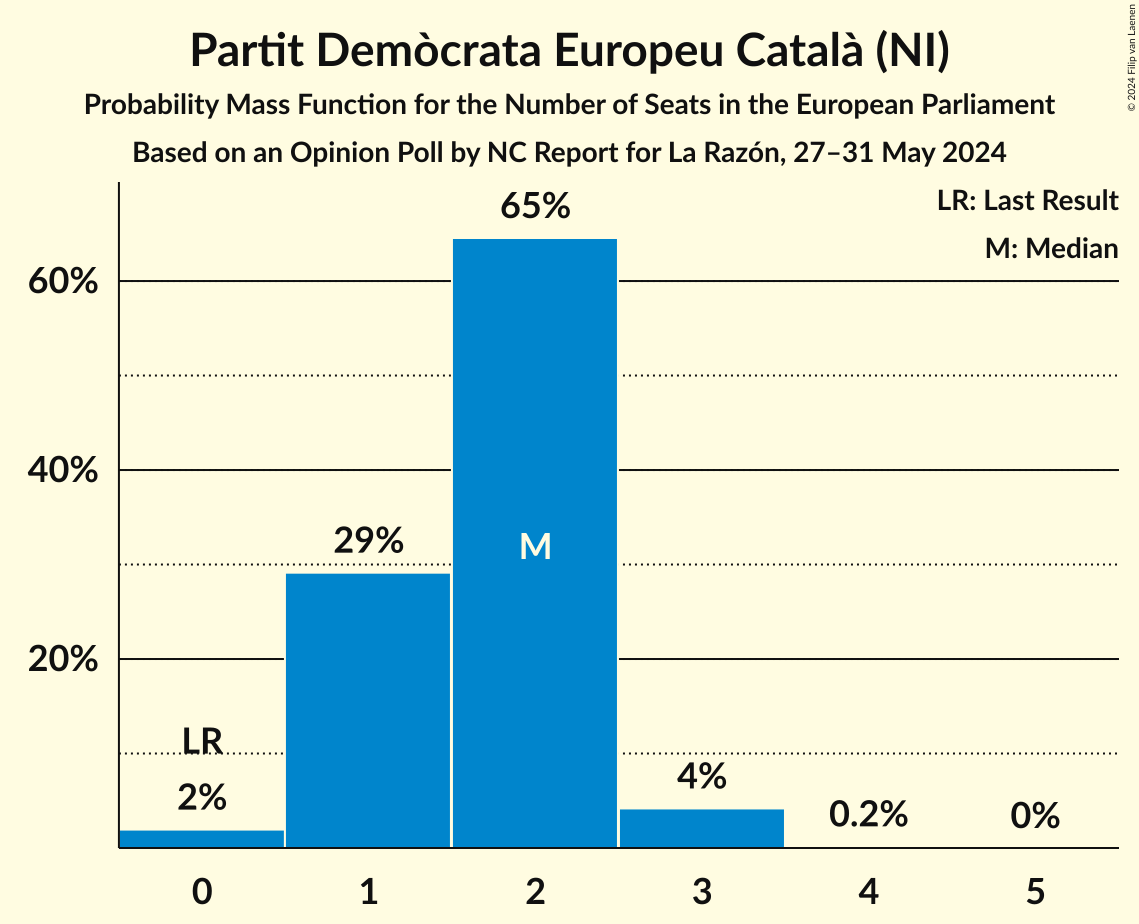 Partit Demòcrata Europeu Català (NI)
Probability Mass Function for the Number of Seats in the European Parliament
Based on an Opinion Poll by NC Report for La Razón, 27–31 May 2024
© 2024 Filip van Laenen
LR: Last Result
M: Median
65%
60%
40%
29%
M
20%
LR
2%
4%
0.2%
0%
0 1 2 3 4 5